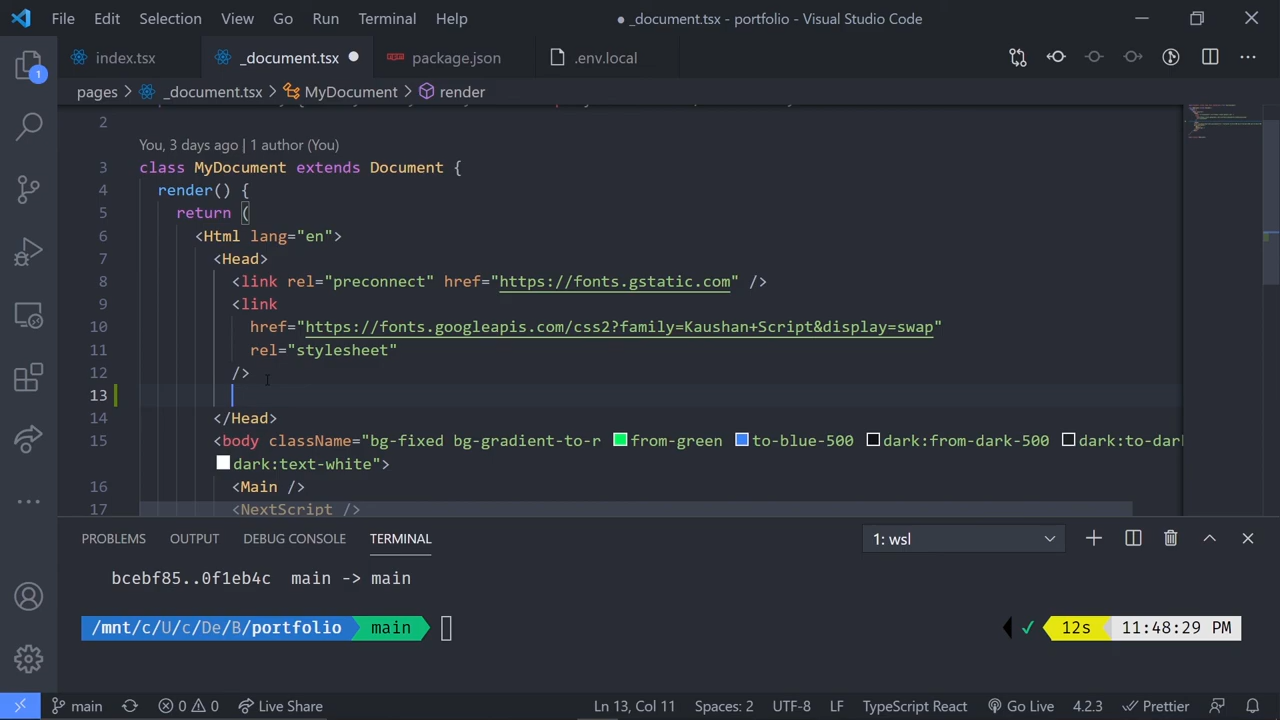 File Edit Selection View Go Run Terminal Help ● _document.tsx - portfolio - Visual Studio Code
index.tsx _document.tsx package.json .env.local
pages _document.tsx MyDocument render
1
2
You, 3 days ago | 1 author (You)
3 class MyDocument extends Document {
4 render() {
5 return (
6 <Html lang="en">
7 <Head>
8 <link rel="preconnect" href="https://fonts.gstatic.com" />
9 <link
10 href="https://fonts.googleapis.com/css2?family=Kaushan+Script&display=swap"
11 rel="stylesheet"
12 />
13
14 </Head>
15 <body className="bg-fixed bg-gradient-to-r from-green to-blue-500 dark:from-dark-500 dark:to-dark
dark:text-white">
16 <Main />
17 <NextScript />
PROBLEMS OUTPUT DEBUG CONSOLE TERMINAL 1: wsl
bcebf85..0f1eb4c main -> main
/mnt/c/U/c/De/B/portfolio main ✓ 12s 11:48:29 PM
main 0 0 Live Share Ln 13, Col 11 Spaces: 2 UTF-8 LF TypeScript React Go Live 4.2.3 Prettier